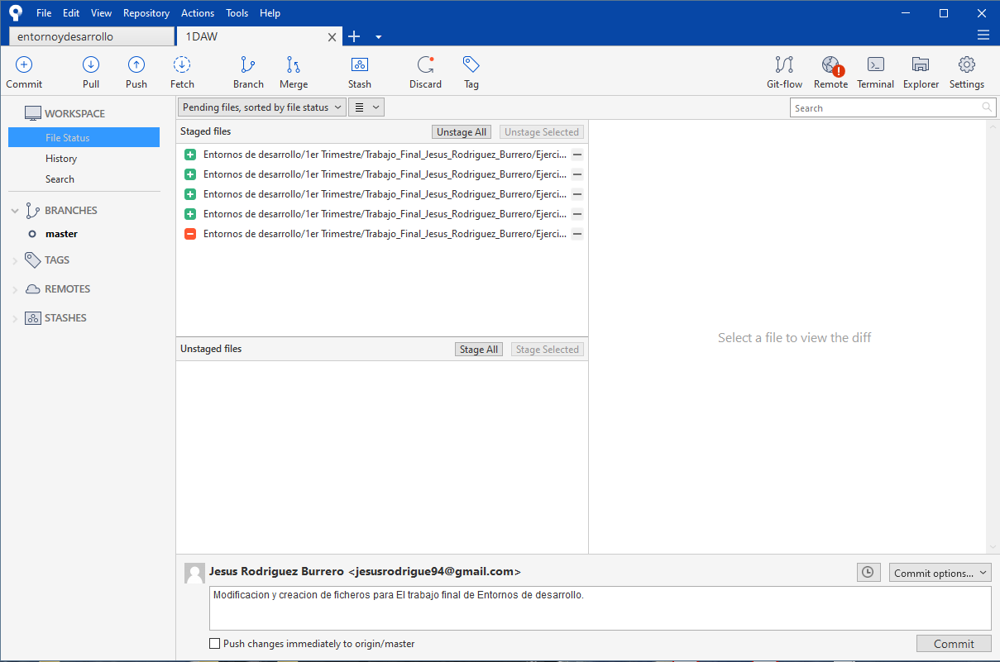 File Edit View Repository Actions Tools Help
entornoydesarrollo 1DAW
Commit Pull Push Fetch Branch Merge Stash Discard Tag Git-flow Remote Terminal Explorer Settings
WORKSPACE
File Status
History
Search
BRANCHES
master
TAGS
REMOTES
STASHES
Pending files, sorted by file status
Search
Staged files Unstage All Unstage Selected
Entornos de desarrollo/1er Trimestre/Trabajo_Final_Jesus_Rodriguez_Burrero/Ejerci...
Entornos de desarrollo/1er Trimestre/Trabajo_Final_Jesus_Rodriguez_Burrero/Ejerci...
Entornos de desarrollo/1er Trimestre/Trabajo_Final_Jesus_Rodriguez_Burrero/Ejerci...
Entornos de desarrollo/1er Trimestre/Trabajo_Final_Jesus_Rodriguez_Burrero/Ejerci...
Entornos de desarrollo/1er Trimestre/Trabajo_Final_Jesus_Rodriguez_Burrero/Ejerci...
Unstaged files Stage All Stage Selected
Select a file to view the diff
Jesus Rodriguez Burrero <jesusrodrigue94@gmail.com>
Commit options...
Modificacion y creacion de ficheros para El trabajo final de Entornos de desarrollo.
Push changes immediately to origin/master
Commit